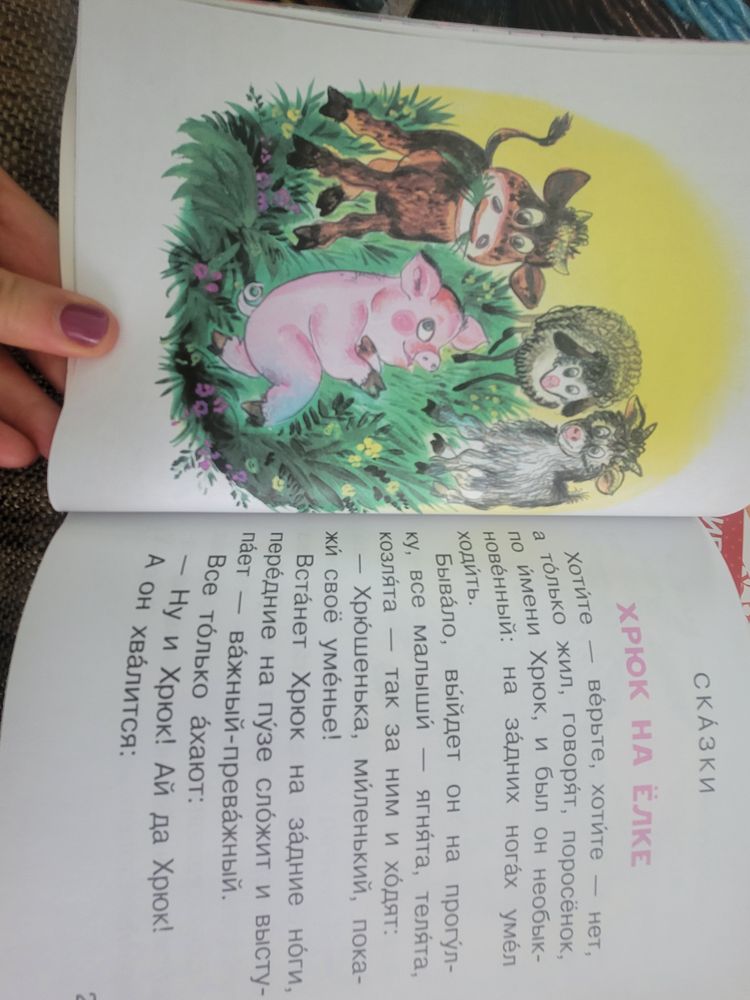 СКА́ЗКИ
ХРЮК НА ЁЛКЕ
Хоти́те — ве́рьте, хоти́те — нет,
а то́лько жил, говоря́т, поросёнок,
по и́мени Хрюк, и был он необык-
нове́нный: на за́дних нога́х уме́л
ходи́ть.
Быва́ло, вы́йдет он на прогу́л-
ку, все малыши́ — ягня́та, теля́та,
козля́та — так за ним и хо́дят:
— Хрю́шенька, ми́ленький, пока-
жи́ своё уме́нье!
Вста́нет Хрюк на за́дние но́ги,
пере́дние на пу́зе сло́жит и высту-
па́ет — ва́жный-прева́жный.
Все то́лько а́хают:
— Ну и Хрюк! Ай да Хрюк!
А он хва́лится: